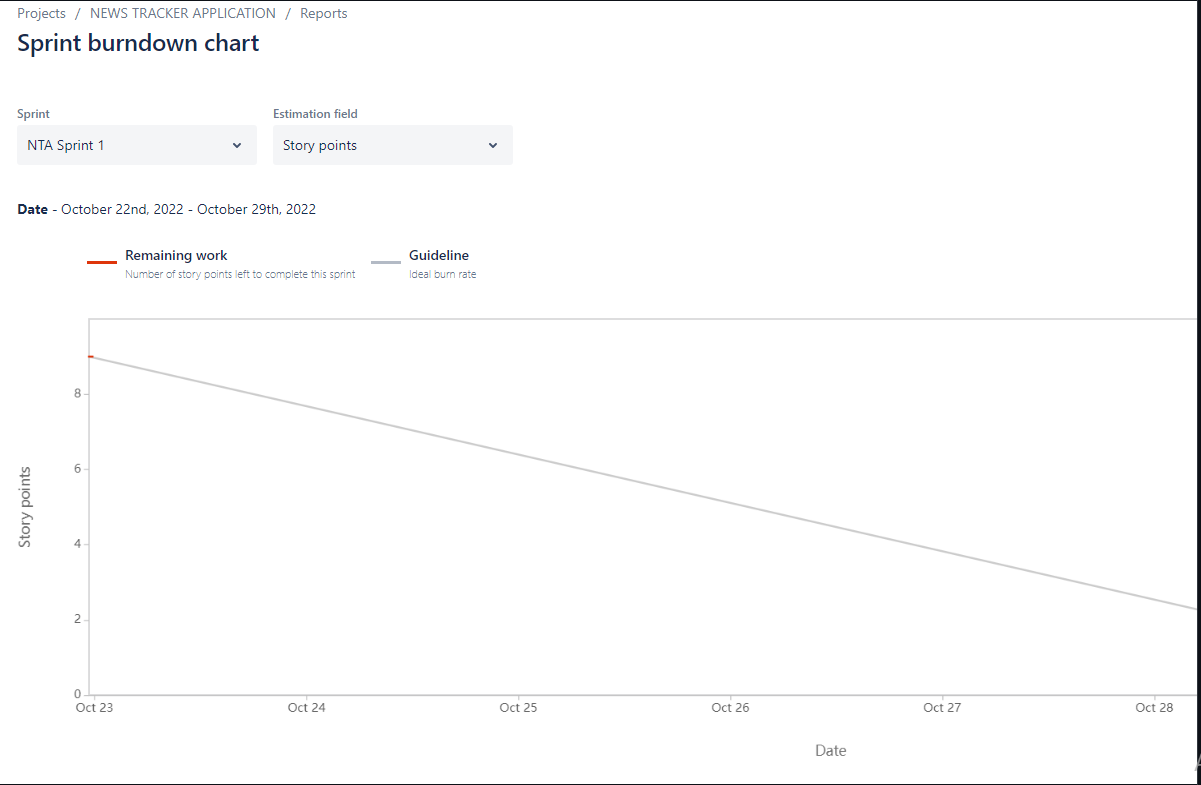 Projects / NEWS TRACKER APPLICATION / Reports
Sprint burndown chart
Sprint Estimation field
NTA Sprint 1 Story points
Date - October 22nd, 2022 - October 29th, 2022
Remaining work Guideline
Number of story points left to complete this sprint Ideal burn rate
8
6
Story points
4
2
0
Oct 23 Oct 24 Oct 25 Oct 26 Oct 27 Oct 28
Date